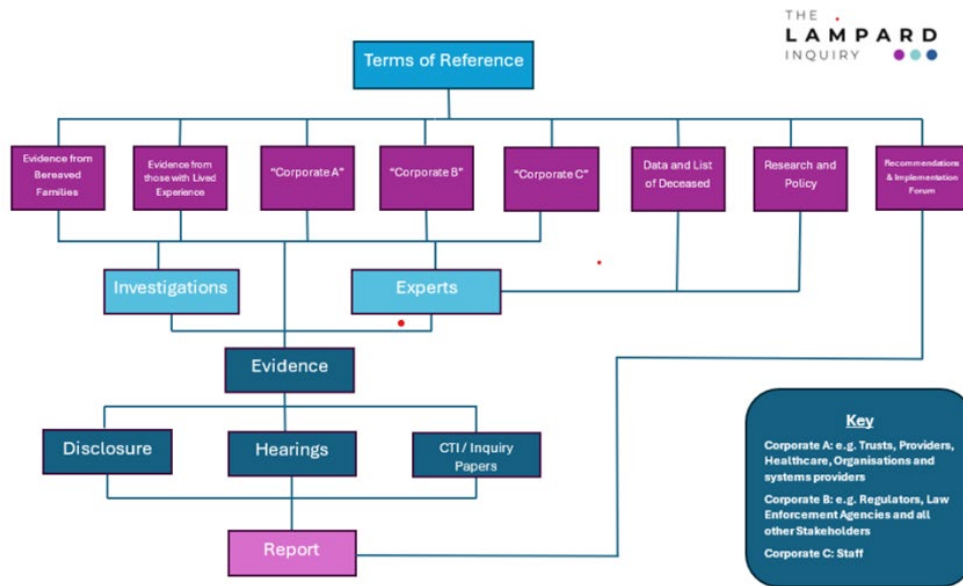 THE
LAMPARD
INQUIRY
Terms of Reference
Evidence from
Bereaved
Families
Evidence from
those with Lived
Experience
“Corporate A”
“Corporate B”
“Corporate C”
Data and List
of Deceased
Research and
Policy
Recommendations
& Implementation
Forum
Investigations
Experts
Evidence
Disclosure
Hearings
CTI / Inquiry
Papers
Report
Key
Corporate A: e.g. Trusts, Providers,
Healthcare, Organisations and
systems providers
Corporate B: e.g. Regulators, Law
Enforcement Agencies and all
other Stakeholders
Corporate C: Staff